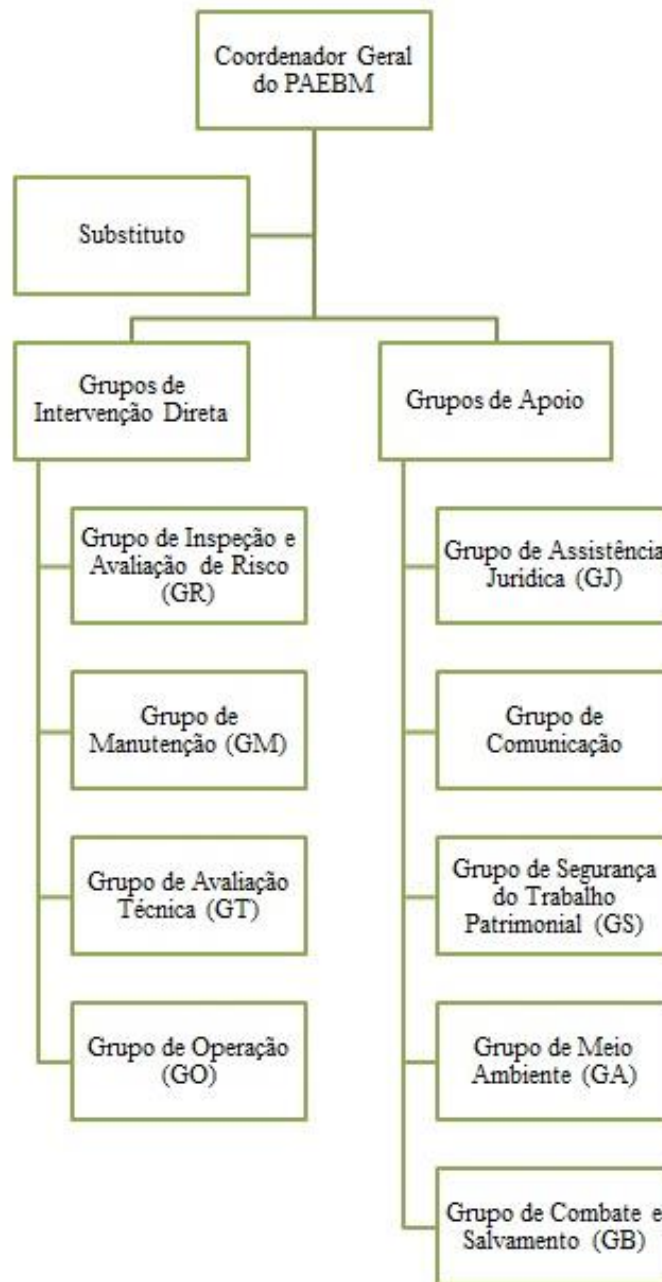 Coordenador Geral
do PAEBM
Substituto
Grupos de
Intervenção Direta
Grupo de Inspeção e
Avaliação de Risco
(GR)
Grupo de
Manutenção (GM)
Grupo de Avaliação
Técnica (GT)
Grupo de Operação
(GO)
Grupos de Apoio
Grupo de Assistência
Jurídica (GJ)
Grupo de
Comunicação
Grupo de Segurança
do Trabalho
Patrimonial (GS)
Grupo de Meio
Ambiente (GA)
Grupo de Combate e
Salvamento (GB)